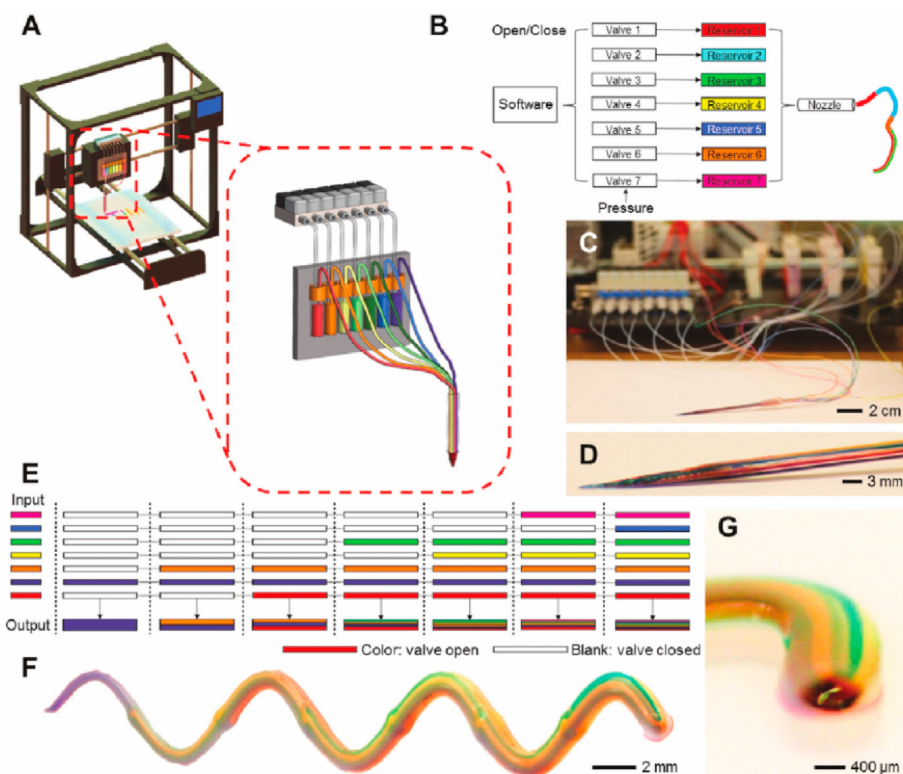 A
B
Open/Close
Valve 1
Reservoir 1
Valve 2
Reservoir 2
Valve 3
Reservoir 3
Software
Valve 4
Reservoir 4
Nozzle
Valve 5
Reservoir 5
Valve 6
Reservoir 6
Valve 7
Reservoir 7
Pressure
C
2 cm
D
3 mm
E
Input
Output
Color: valve open
Blank: valve closed
F
2 mm
G
400 µm